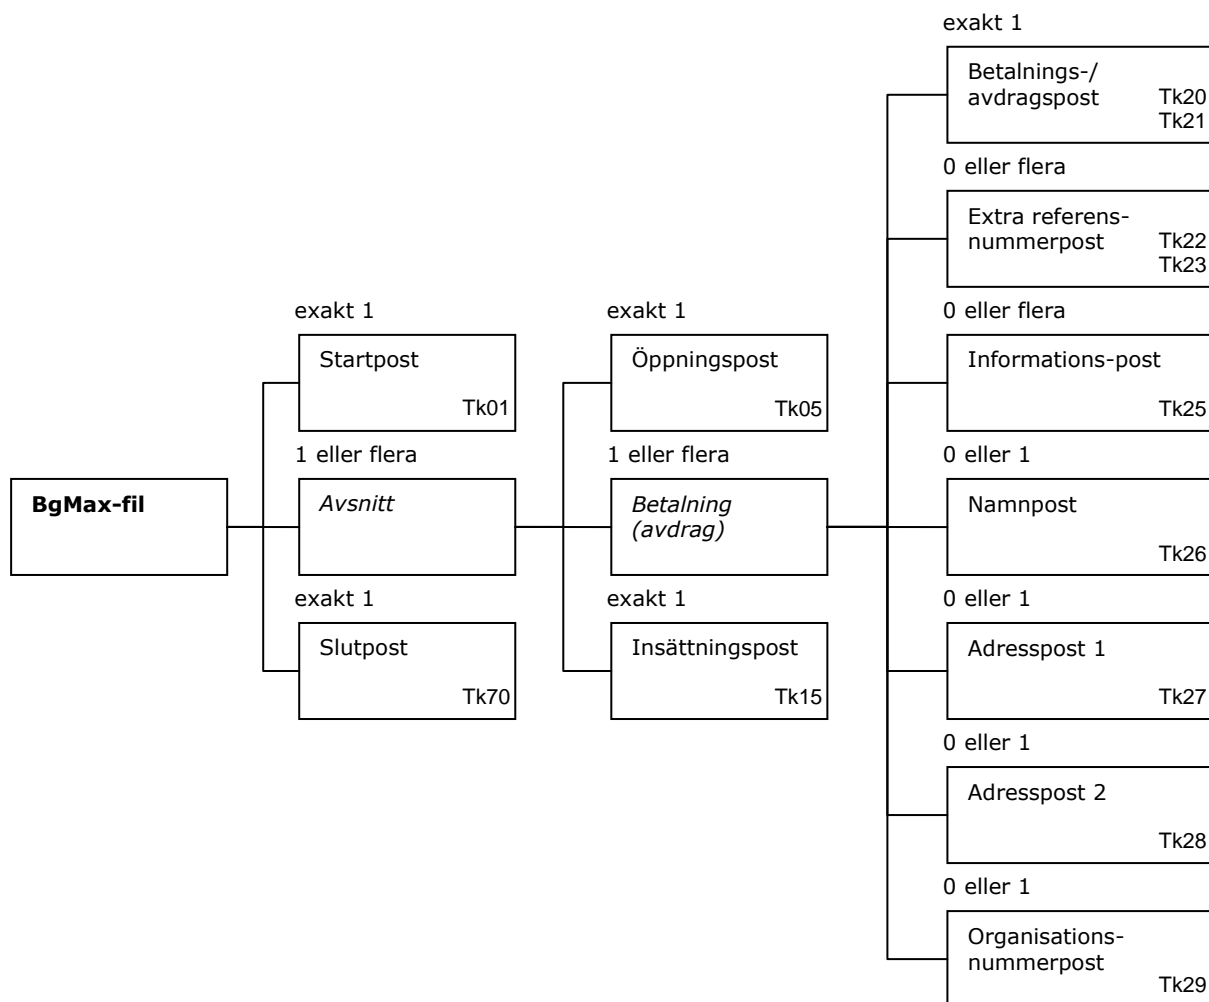 exakt 1
Betalnings-/
avdragspost Tk20
Tk21
0 eller flera
Extra referens-
nummerpost Tk22
Tk23
exakt 1
exakt 1
0 eller flera
Startpost
Tk01
Öppningspost
Tk05
Informations-post
Tk25
1 eller flera
1 eller flera
0 eller 1
BgMax-fil
Avsnitt
Betalning
(avdrag)
Namnpost
Tk26
exakt 1
exakt 1
0 eller 1
Slutpost
Tk70
Insättningspost
Tk15
Adresspost 1
Tk27
0 eller 1
Adresspost 2
Tk28
0 eller 1
Organisations-
nummerpost
Tk29